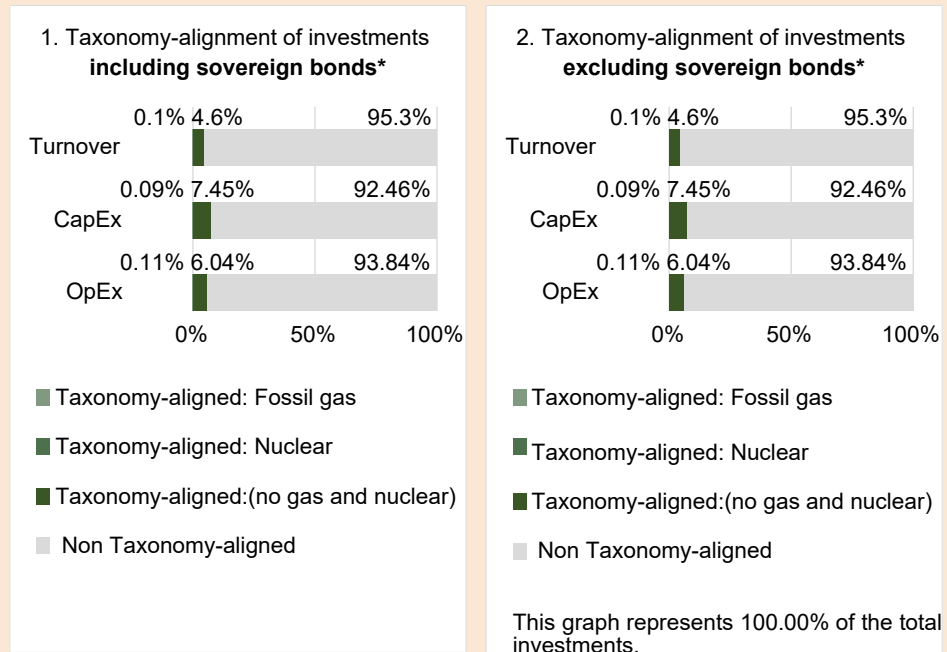 1. Taxonomy-alignment of investments
including sovereign bonds*
0.1% 4.6% 95.3%
Turnover
0.09% 7.45% 92.46%
CapEx
0.11% 6.04% 93.84%
OpEx
0% 50% 100%
Taxonomy-aligned: Fossil gas
Taxonomy-aligned: Nuclear
Taxonomy-aligned:(no gas and nuclear)
Non Taxonomy-aligned
2. Taxonomy-alignment of investments
excluding sovereign bonds*
0.1% 4.6% 95.3%
Turnover
0.09% 7.45% 92.46%
CapEx
0.11% 6.04% 93.84%
OpEx
0% 50% 100%
Taxonomy-aligned: Fossil gas
Taxonomy-aligned: Nuclear
Taxonomy-aligned:(no gas and nuclear)
Non Taxonomy-aligned
This graph represents 100.00% of the total
investments.